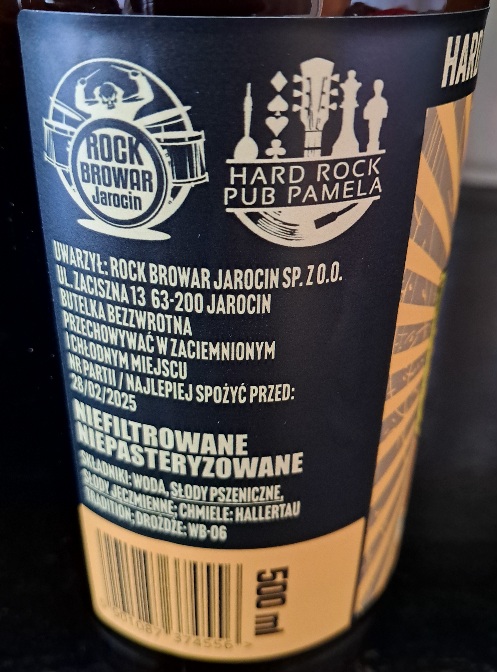 HARD
ROCK
BROWAR
Jarocin
HARD ROCK
PUB PAMELA
UWARZYŁ: ROCK BROWAR JAROCIN SP. Z O.O.
UL. ZACISZNA 13 63-200 JAROCIN
BUTELKA BEZZWROTNA
PRZECHOWYWAĆ W ZACIEMNIONYM
I CHŁODNYM MIEJSCU
NR PARTII / NAJLEPIEJ SPOŻYĆ PRZED:
28/02/2025
NIEFILTROWANE
NIEPASTERYZOWANE
SKŁADNIKI: WODA, SŁODY PSZENICZNE,
SŁODY JĘCZMIENNE; CHMIELE: HALLERTAU
TRADITION; DROŻDŻE: WB-06
500 ml